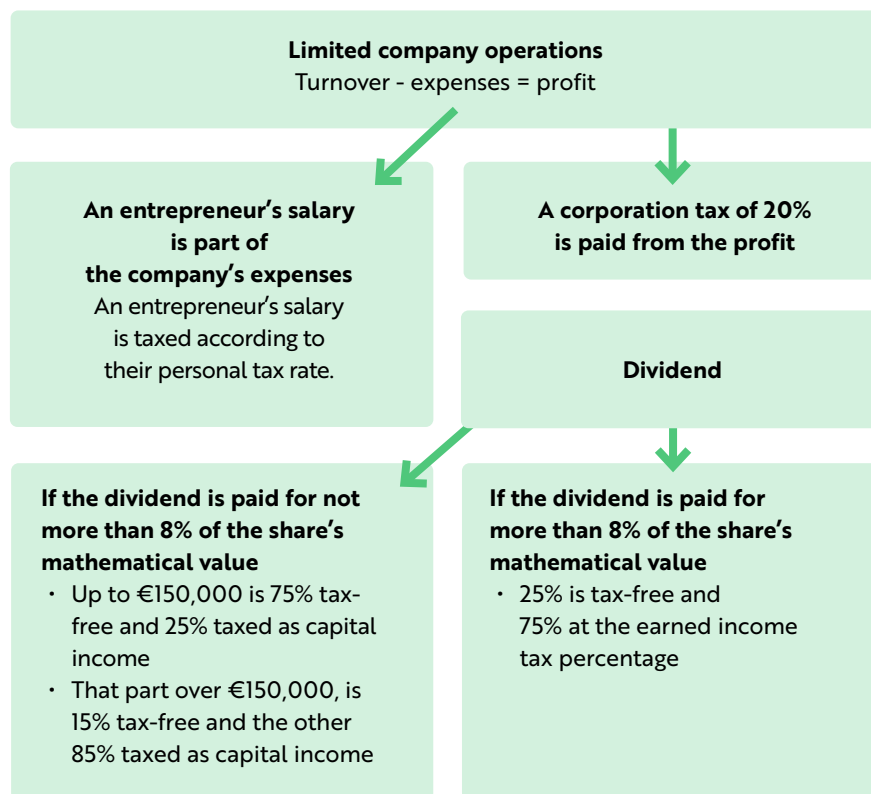 Limited company operations
Turnover - expenses = profit
An entrepreneur’s salary
is part of
the company’s expenses
An entrepreneur’s salary
is taxed according to
their personal tax rate.
A corporation tax of 20%
is paid from the profit
Dividend
If the dividend is paid for not
more than 8% of the share’s
mathematical value
· Up to €150,000 is 75% tax-
free and 25% taxed as capital
income
· That part over €150,000, is
15% tax-free and the other
85% taxed as capital income
If the dividend is paid for
more than 8% of the share’s
mathematical value
· 25% is tax-free and
75% at the earned income
tax percentage